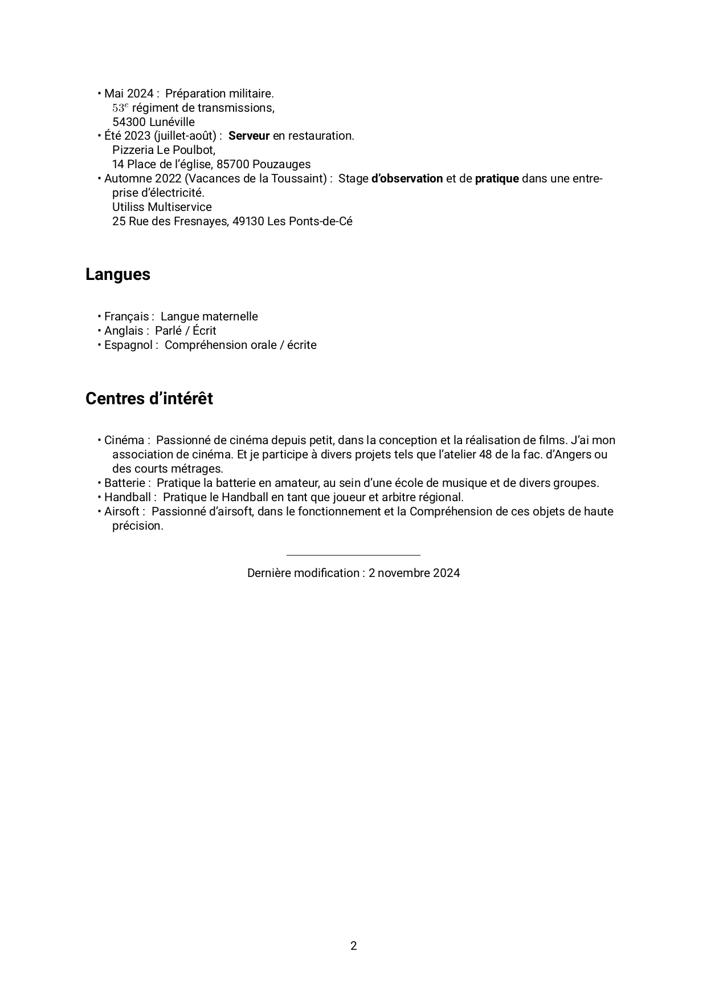 • Mai 2024 : Préparation militaire.
53e régiment de transmissions,
54300 Lunéville
• Été 2023 (juillet-août) : Serveur en restauration.
Pizzeria Le Poulbot,
14 Place de l’église, 85700 Pouzauges
• Automne 2022 (Vacances de la Toussaint) : Stage d’observation et de pratique dans une entre-
prise d’électricité.
Utiliss Multiservice
25 Rue des Fresnayes, 49130 Les Ponts-de-Cé
Langues
• Français : Langue maternelle
• Anglais : Parlé / Écrit
• Espagnol : Compréhension orale / écrite
Centres d’intérêt
• Cinéma : Passionné de cinéma depuis petit, dans la conception et la réalisation de films. J’ai mon
association de cinéma. Et je participe à divers projets tels que l’atelier 48 de la fac. d’Angers ou
des courts métrages.
• Batterie : Pratique la batterie en amateur, au sein d’une école de musique et de divers groupes.
• Handball : Pratique le Handball en tant que joueur et arbitre régional.
• Airsoft : Passionné d’airsoft, dans le fonctionnement et la Compréhension de ces objets de haute
précision.
Dernière modification : 2 novembre 2024
2